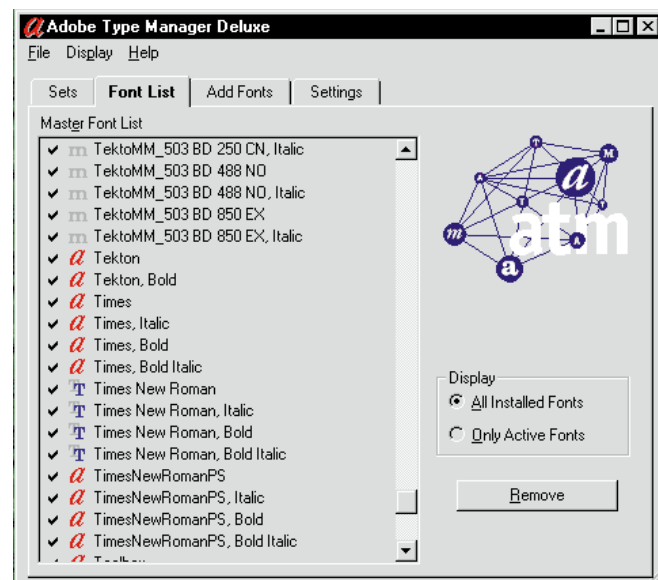 Adobe Type Manager Deluxe
File Display Help
Sets Font List Add Fonts Settings
Master Font List
TektoMM_503 BD 250 CN, Italic
TektoMM_503 BD 488 NO
TektoMM_503 BD 488 NO, Italic
TektoMM_503 BD 850 EX
TektoMM_503 BD 850 EX, Italic
Tekton
Tekton, Bold
Times
Times, Italic
Times, Bold
Times, Bold Italic
Times New Roman
Times New Roman, Italic
Times New Roman, Bold
Times New Roman, Bold Italic
TimesNewRomanPS
TimesNewRomanPS, Italic
TimesNewRomanPS, Bold
TimesNewRomanPS, Bold Italic
atm
Display
All Installed Fonts
Only Active Fonts
Remove